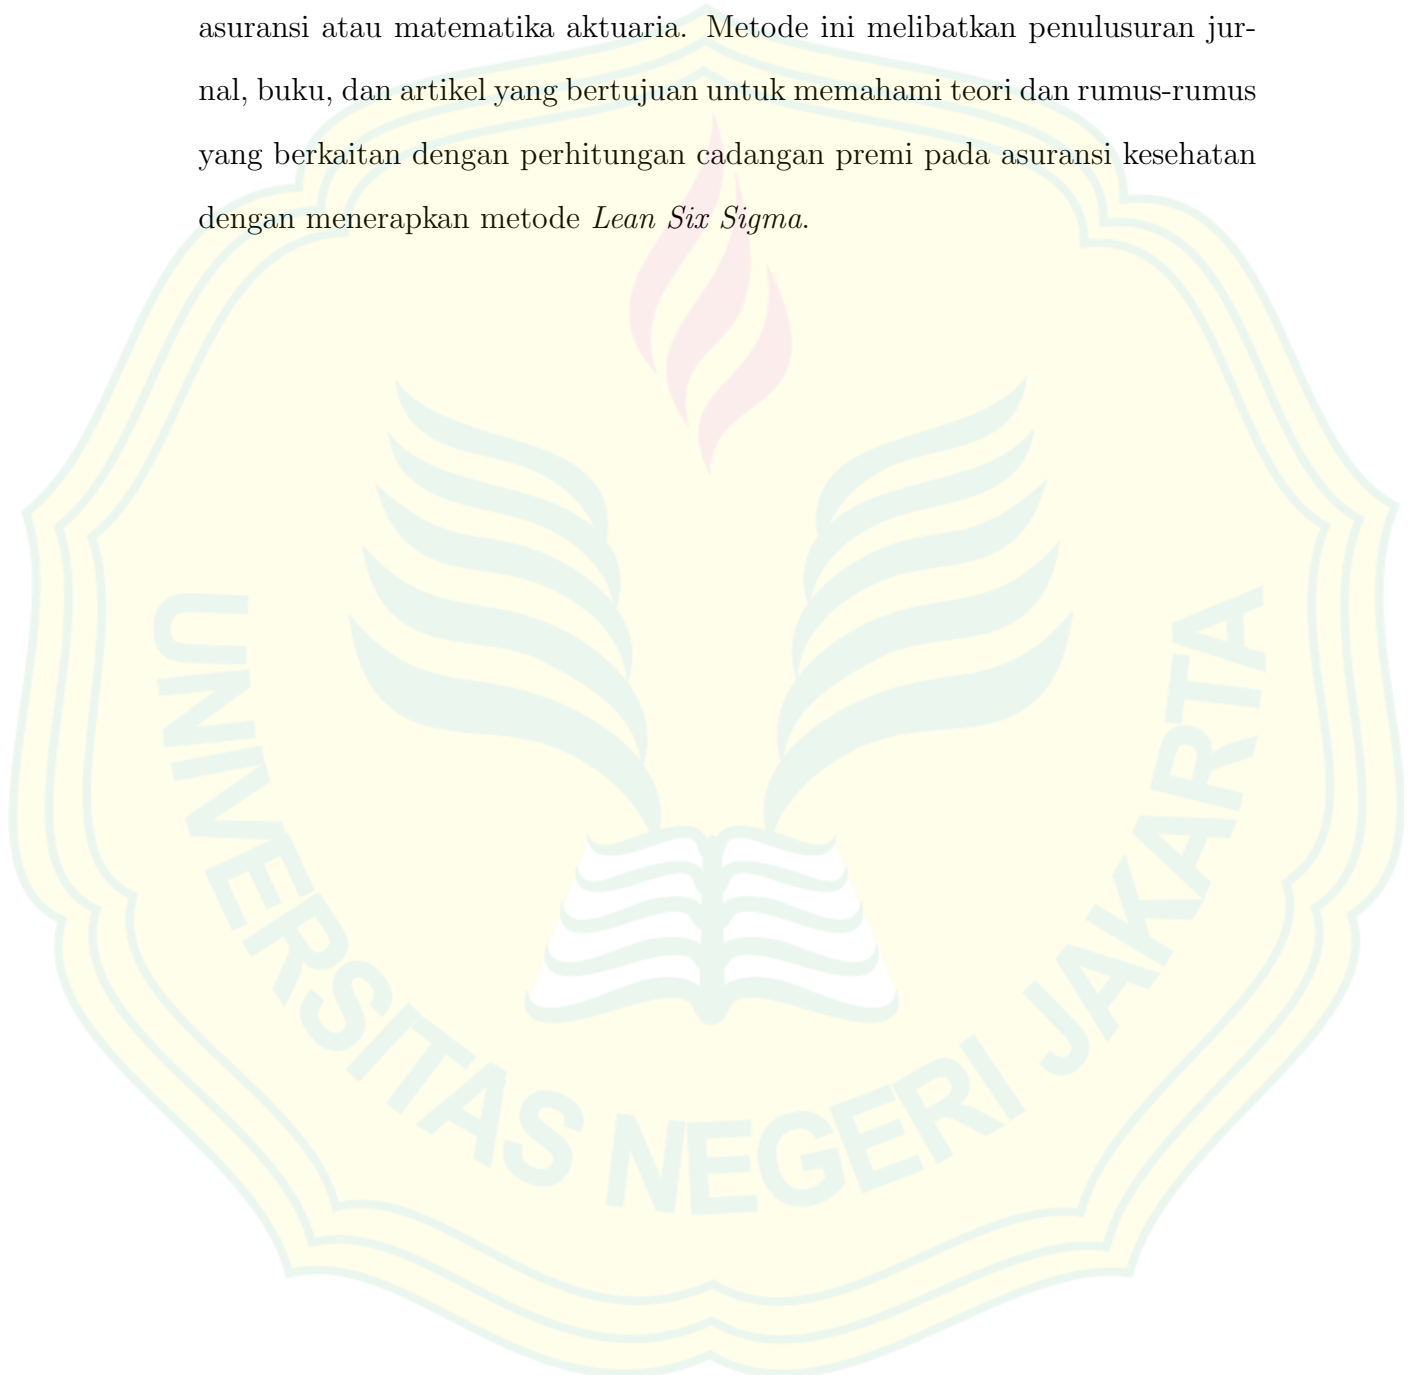 asuransi atau matematika aktuaria. Metode ini melibatkan penulusuran jur-
nal, buku, dan artikel yang bertujuan untuk memahami teori dan rumus-rumus
yang berkaitan dengan perhitungan cadangan premi pada asuransi kesehatan
dengan menerapkan metode Lean Six Sigma.
UNIVERSITAS NEGERI JAKARTA